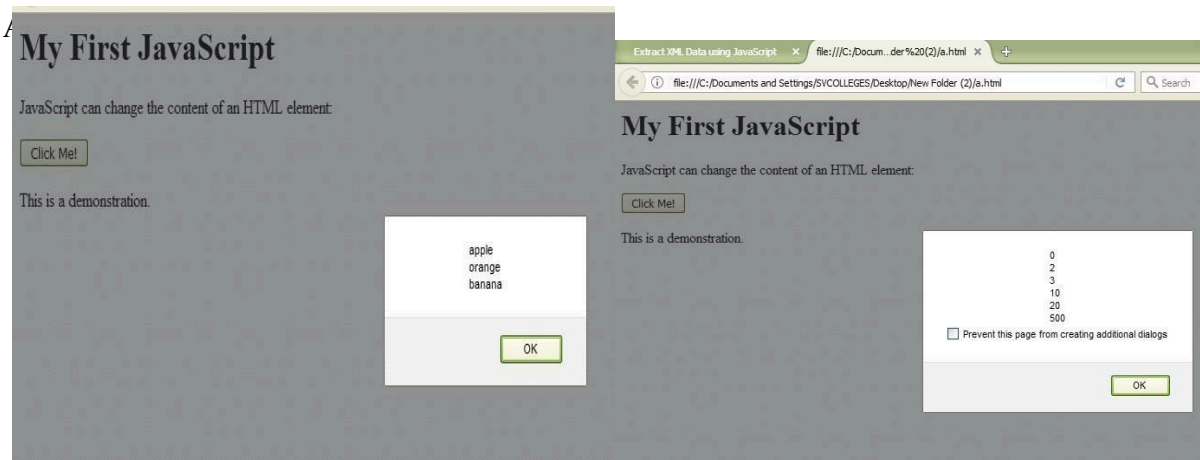 My First JavaScript
JavaScript can change the content of an HTML element:
Click Me!
This is a demonstration.
apple
orange
banana
OK
Extract XML Data using JavaScript
file:///C:/Docum...der%20(2)/a.html
file:///C:/Documents and Settings/SVCOLLEGES/Desktop/New Folder (2)/a.html
Search
My First JavaScript
JavaScript can change the content of an HTML element:
Click Me!
This is a demonstration.
0
2
3
10
20
500
Prevent this page from creating additional dialogs
OK